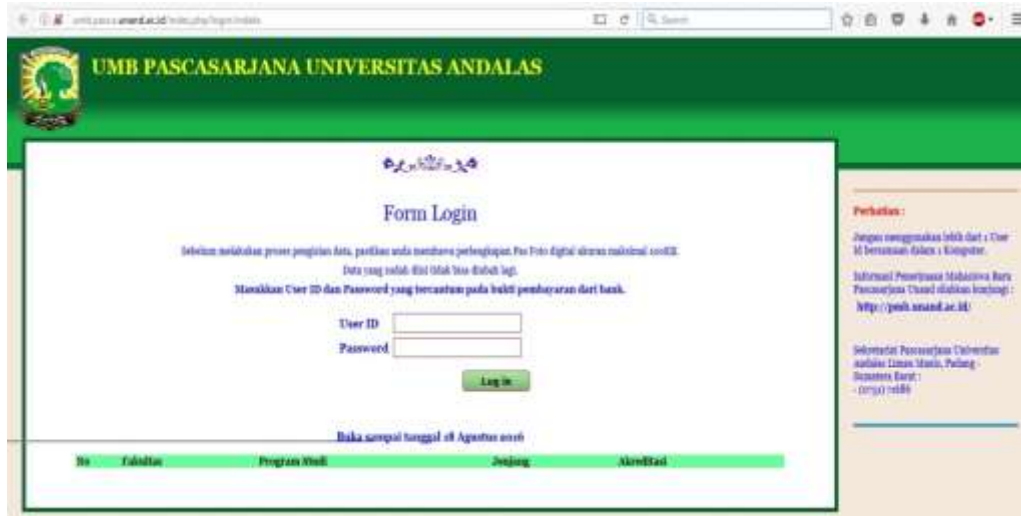 Search
UMB PASCASARJANA UNIVERSITAS ANDALAS
Form Login
Sebelum melakukan proses pengisian data, pastikan anda membawa perlengkapan Pas Foto digital ukuran maksimal 100KB.
Data yang sudah diisi tidak bisa diubah lagi.
Masukkan User ID dan Password yang tercantum pada bukti pembayaran dari bank.
User ID
Password
Log in
Buka sampai tanggal 18 Agustus 2016
No Fakultas Program Studi Jenjang Akreditasi
Perhatian :
Jangan menggunakan lebih dari 1 User
Id bersamaan dalam 1 Komputer.
Informasi Penerimaan Mahasiswa Baru
Pascasarjana Unand silahkan kunjungi :
http://pmb.unand.ac.id/
Sekretariat Pascasarjana Universitas
Andalas Limau Manis, Padang -
Sumatera Barat :